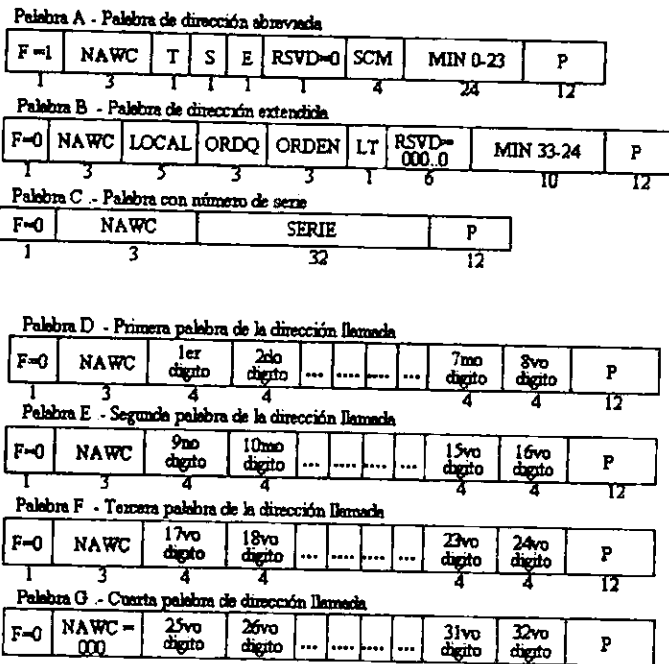 Palabra A - Palabra de dirección abreviada
F=1 NAWC T S E RSVD=0 SCM MIN 0-23 P
1 3 1 1 1 1 4 24 12
Palabra B - Palabra de dirección extendida
F=0 NAWC LOCAL ORDQ ORDEN LT RSVD= 000..0 MIN 33-24 P
1 3 5 3 3 1 6 10 12
Palabra C - Palabra con número de serie
F=0 NAWC SERIE P
1 3 32 12
Palabra D - Primera palabra de la dirección llamada
F=0 NAWC 1er digito 2do digito ... .... .... ... 7mo digito 8vo digito P
1 3 4 4 4 4 12
Palabra E - Segunda palabra de la dirección llamada
F=0 NAWC 9no digito 10mo digito ... .... .... ... 15vo digito 16vo digito P
1 3 4 4 4 4 12
Palabra F - Tercera palabra de la dirección llamada
F=0 NAWC 17vo digito 18vo digito ... .... .... ... 23vo digito 24vo digito P
1 3 4 4 4 4 12
Palabra G - Cuarta palabra de dirección llamada
F=0 NAWC = 000 25vo digito 26vo digito ... .... .... ... 31vo digito 32vo digito P